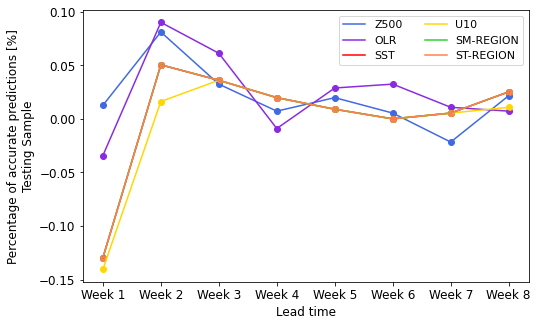 Percentage of accurate predictions [%]
Testing Sample
0.10
0.05
0.00
−0.05
−0.10
−0.15
Z500
OLR
SST
U10
SM-REGION
ST-REGION
Week 1 Week 2 Week 3 Week 4 Week 5 Week 6 Week 7 Week 8
Lead time